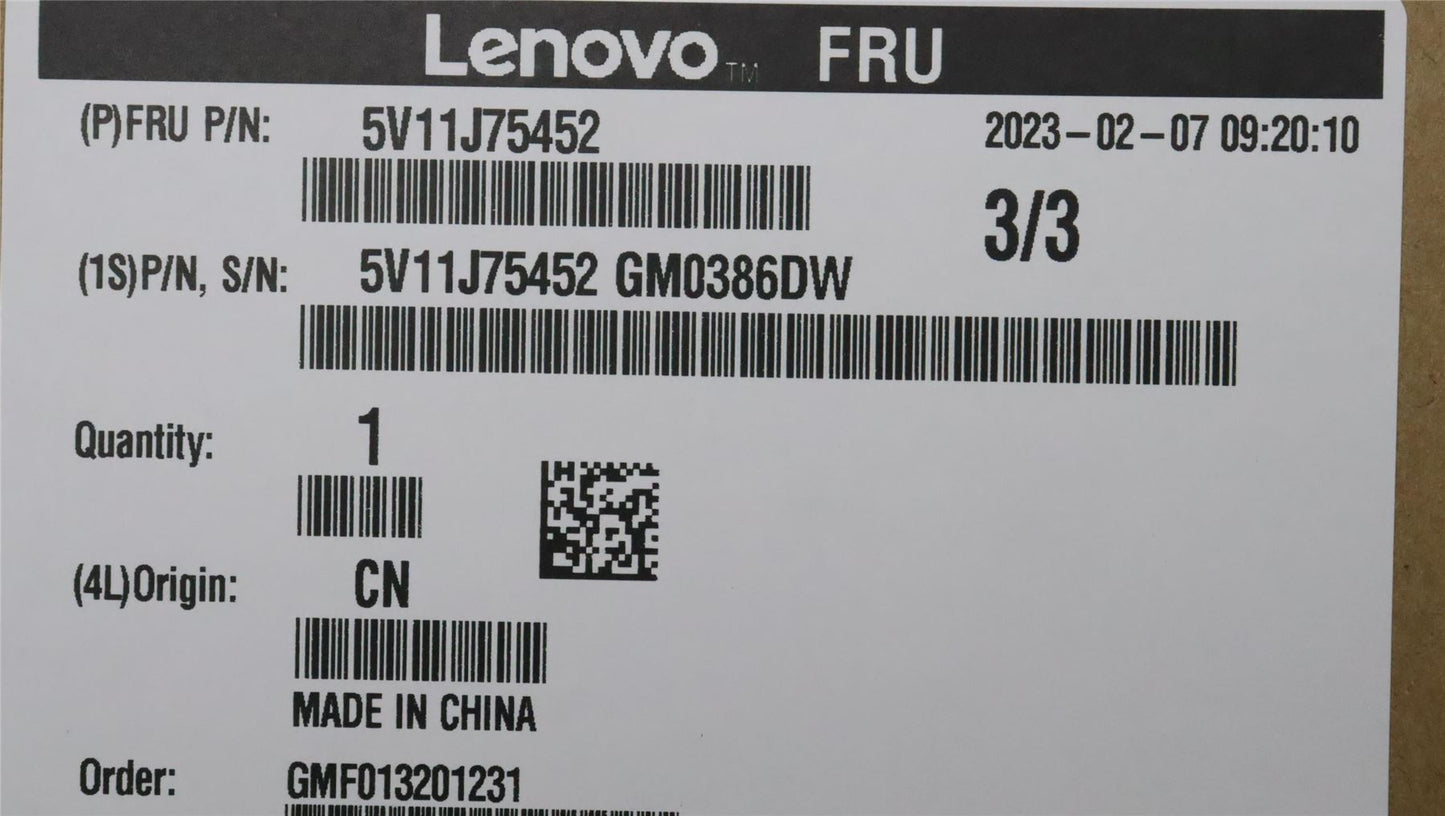 Lenovo™ FRU
(P)FRU P/N: 5V11J75452 2023-02-07 09:20:10
3/3
(1S)P/N, S/N: 5V11J75452 GM0386DW
Quantity: 1
(4L)Origin: CN
MADE IN CHINA
Order: GMF013201231